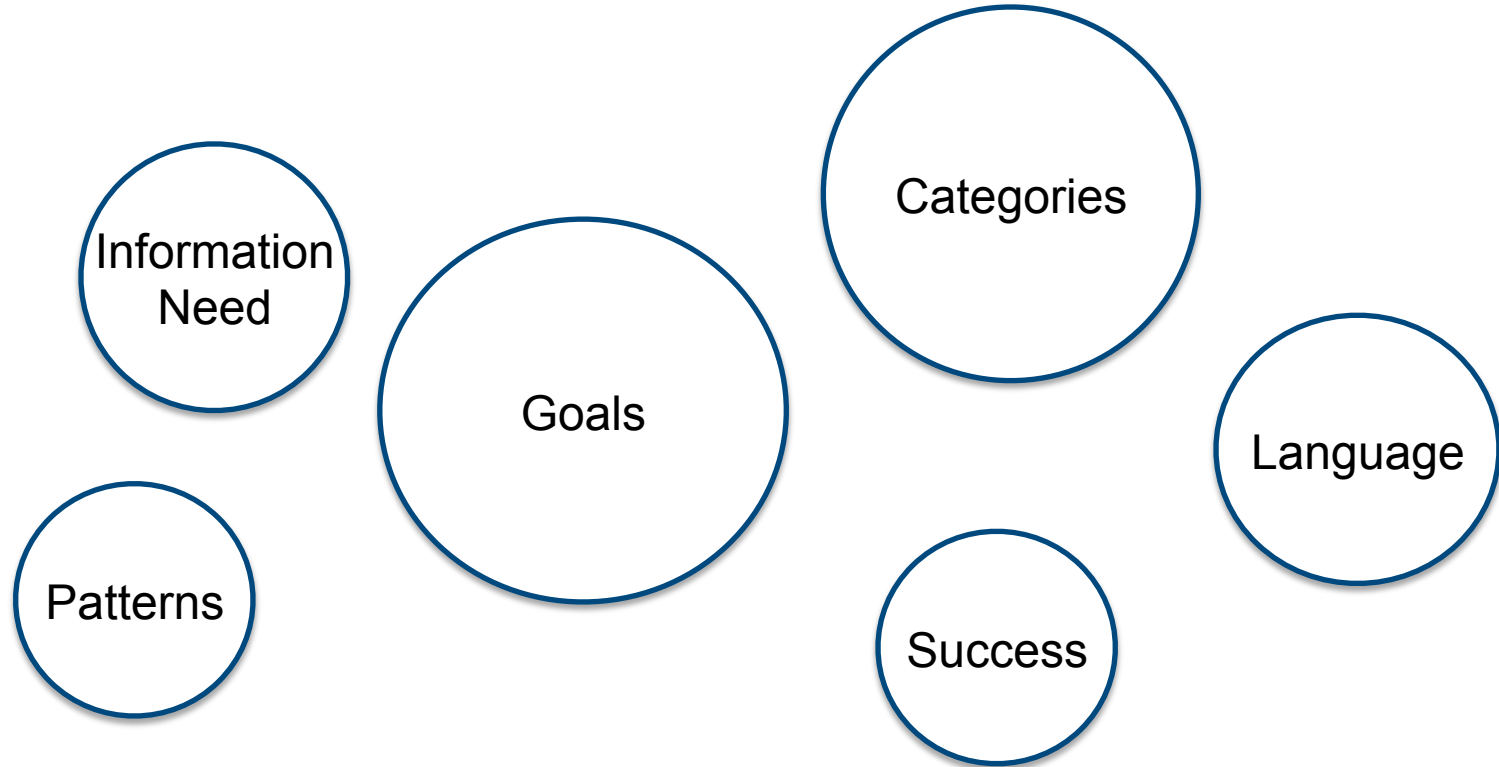 Information
Need
Goals
Categories
Language
Patterns
Success